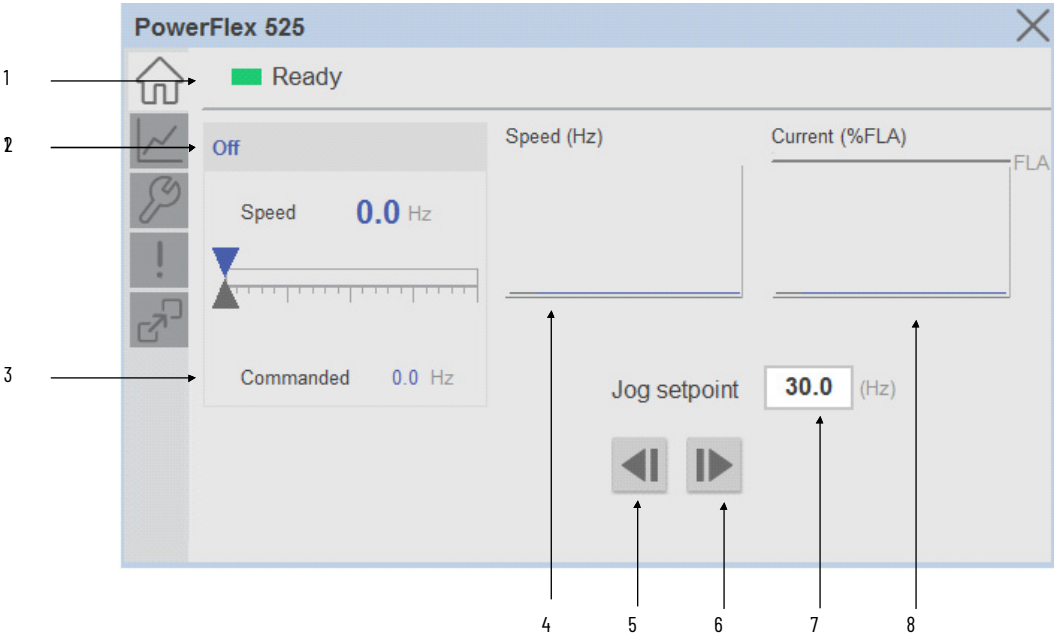 PowerFlex 525
1
Ready
2
Off
Speed (Hz)
Current (%FLA)
FLA
Speed 0.0 Hz
3
Commanded 0.0 Hz
Jog setpoint 30.0 (Hz)
4 5 6 7 8